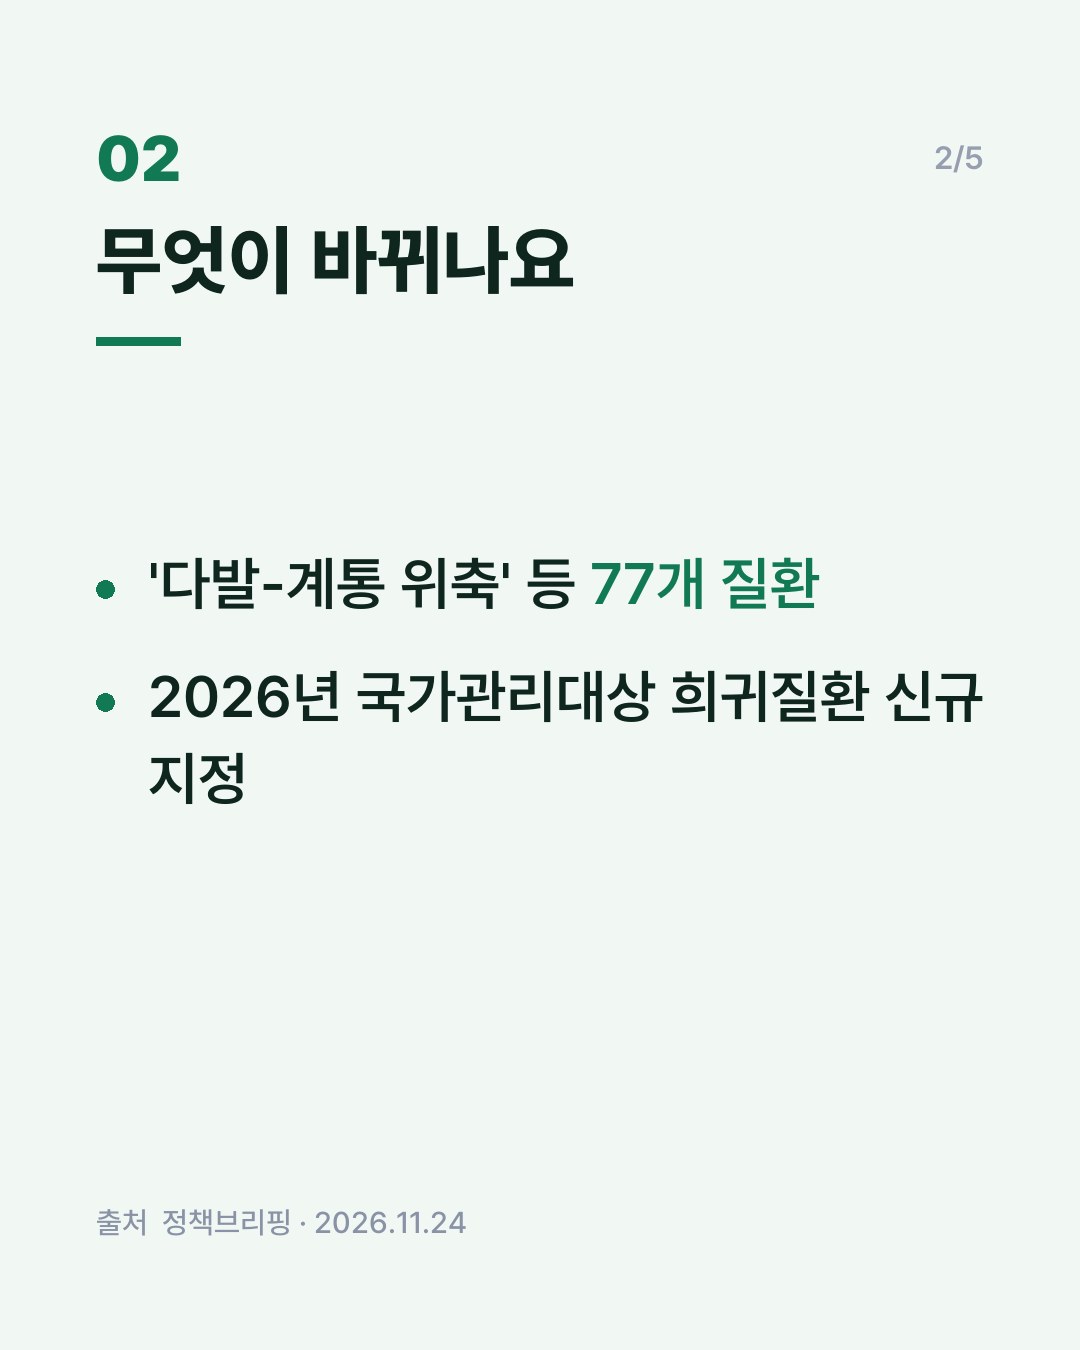 02
2/5
무엇이 바뀌나요
'다발-계통 위축' 등 77개 질환
2026년 국가관리대상 희귀질환 신규
지정
출처 정책브리핑 · 2026.11.24